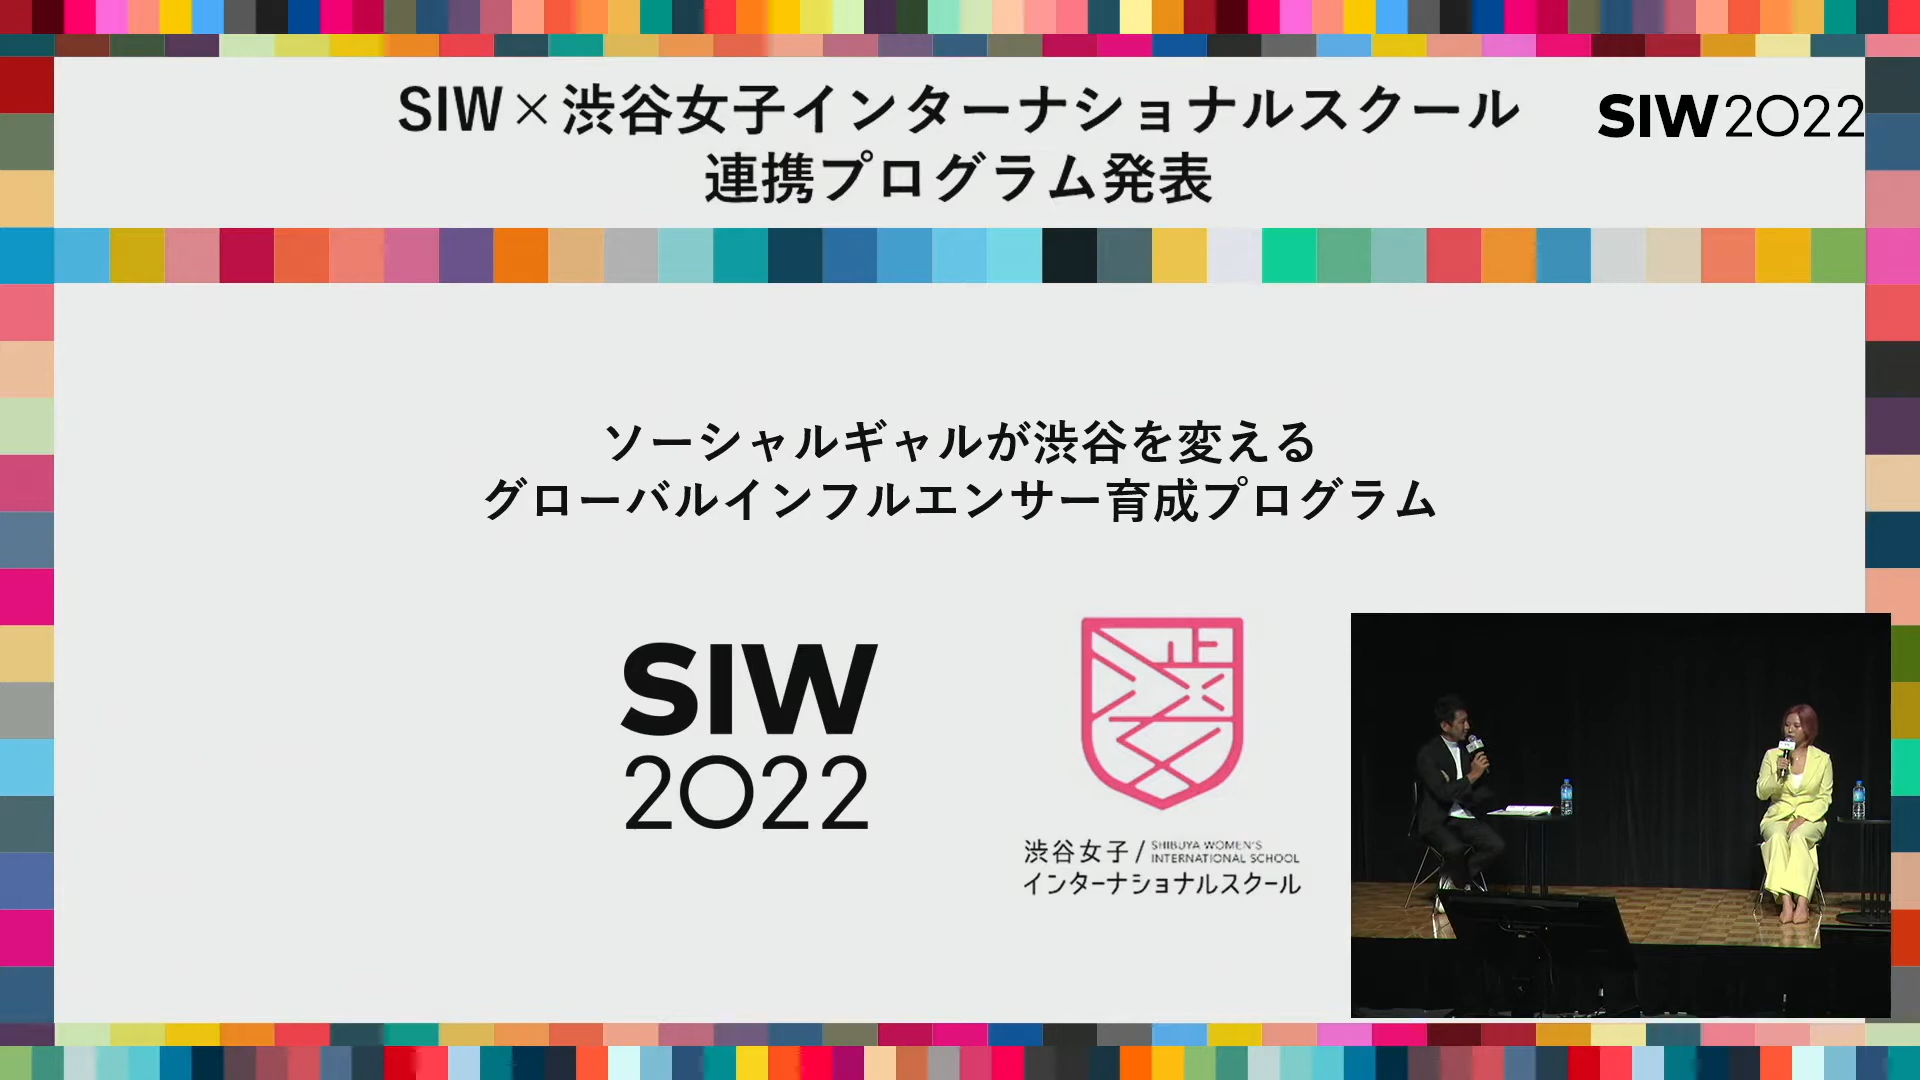 SIW×渋谷女子インターナショナルスクール
連携プログラム発表
SIW2022
ソーシャルギャルが渋谷を変える
グローバルインフルエンサー育成プログラム
SIW
2022
渋谷女子/SHIBUYA WOMEN'S
INTERNATIONAL SCHOOL
インターナショナルスクール